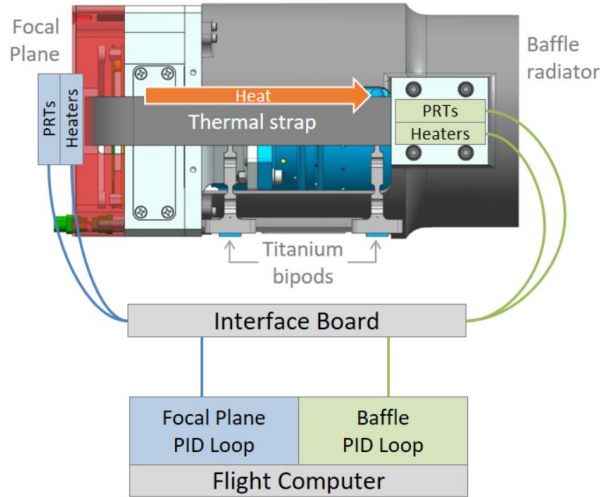 Focal
Plane
Baffle
radiator
PRTs
Heaters
Heat
Thermal strap
PRTs
Heaters
Titanium
bipods
Interface Board
Focal Plane
PID Loop
Baffle
PID Loop
Flight Computer